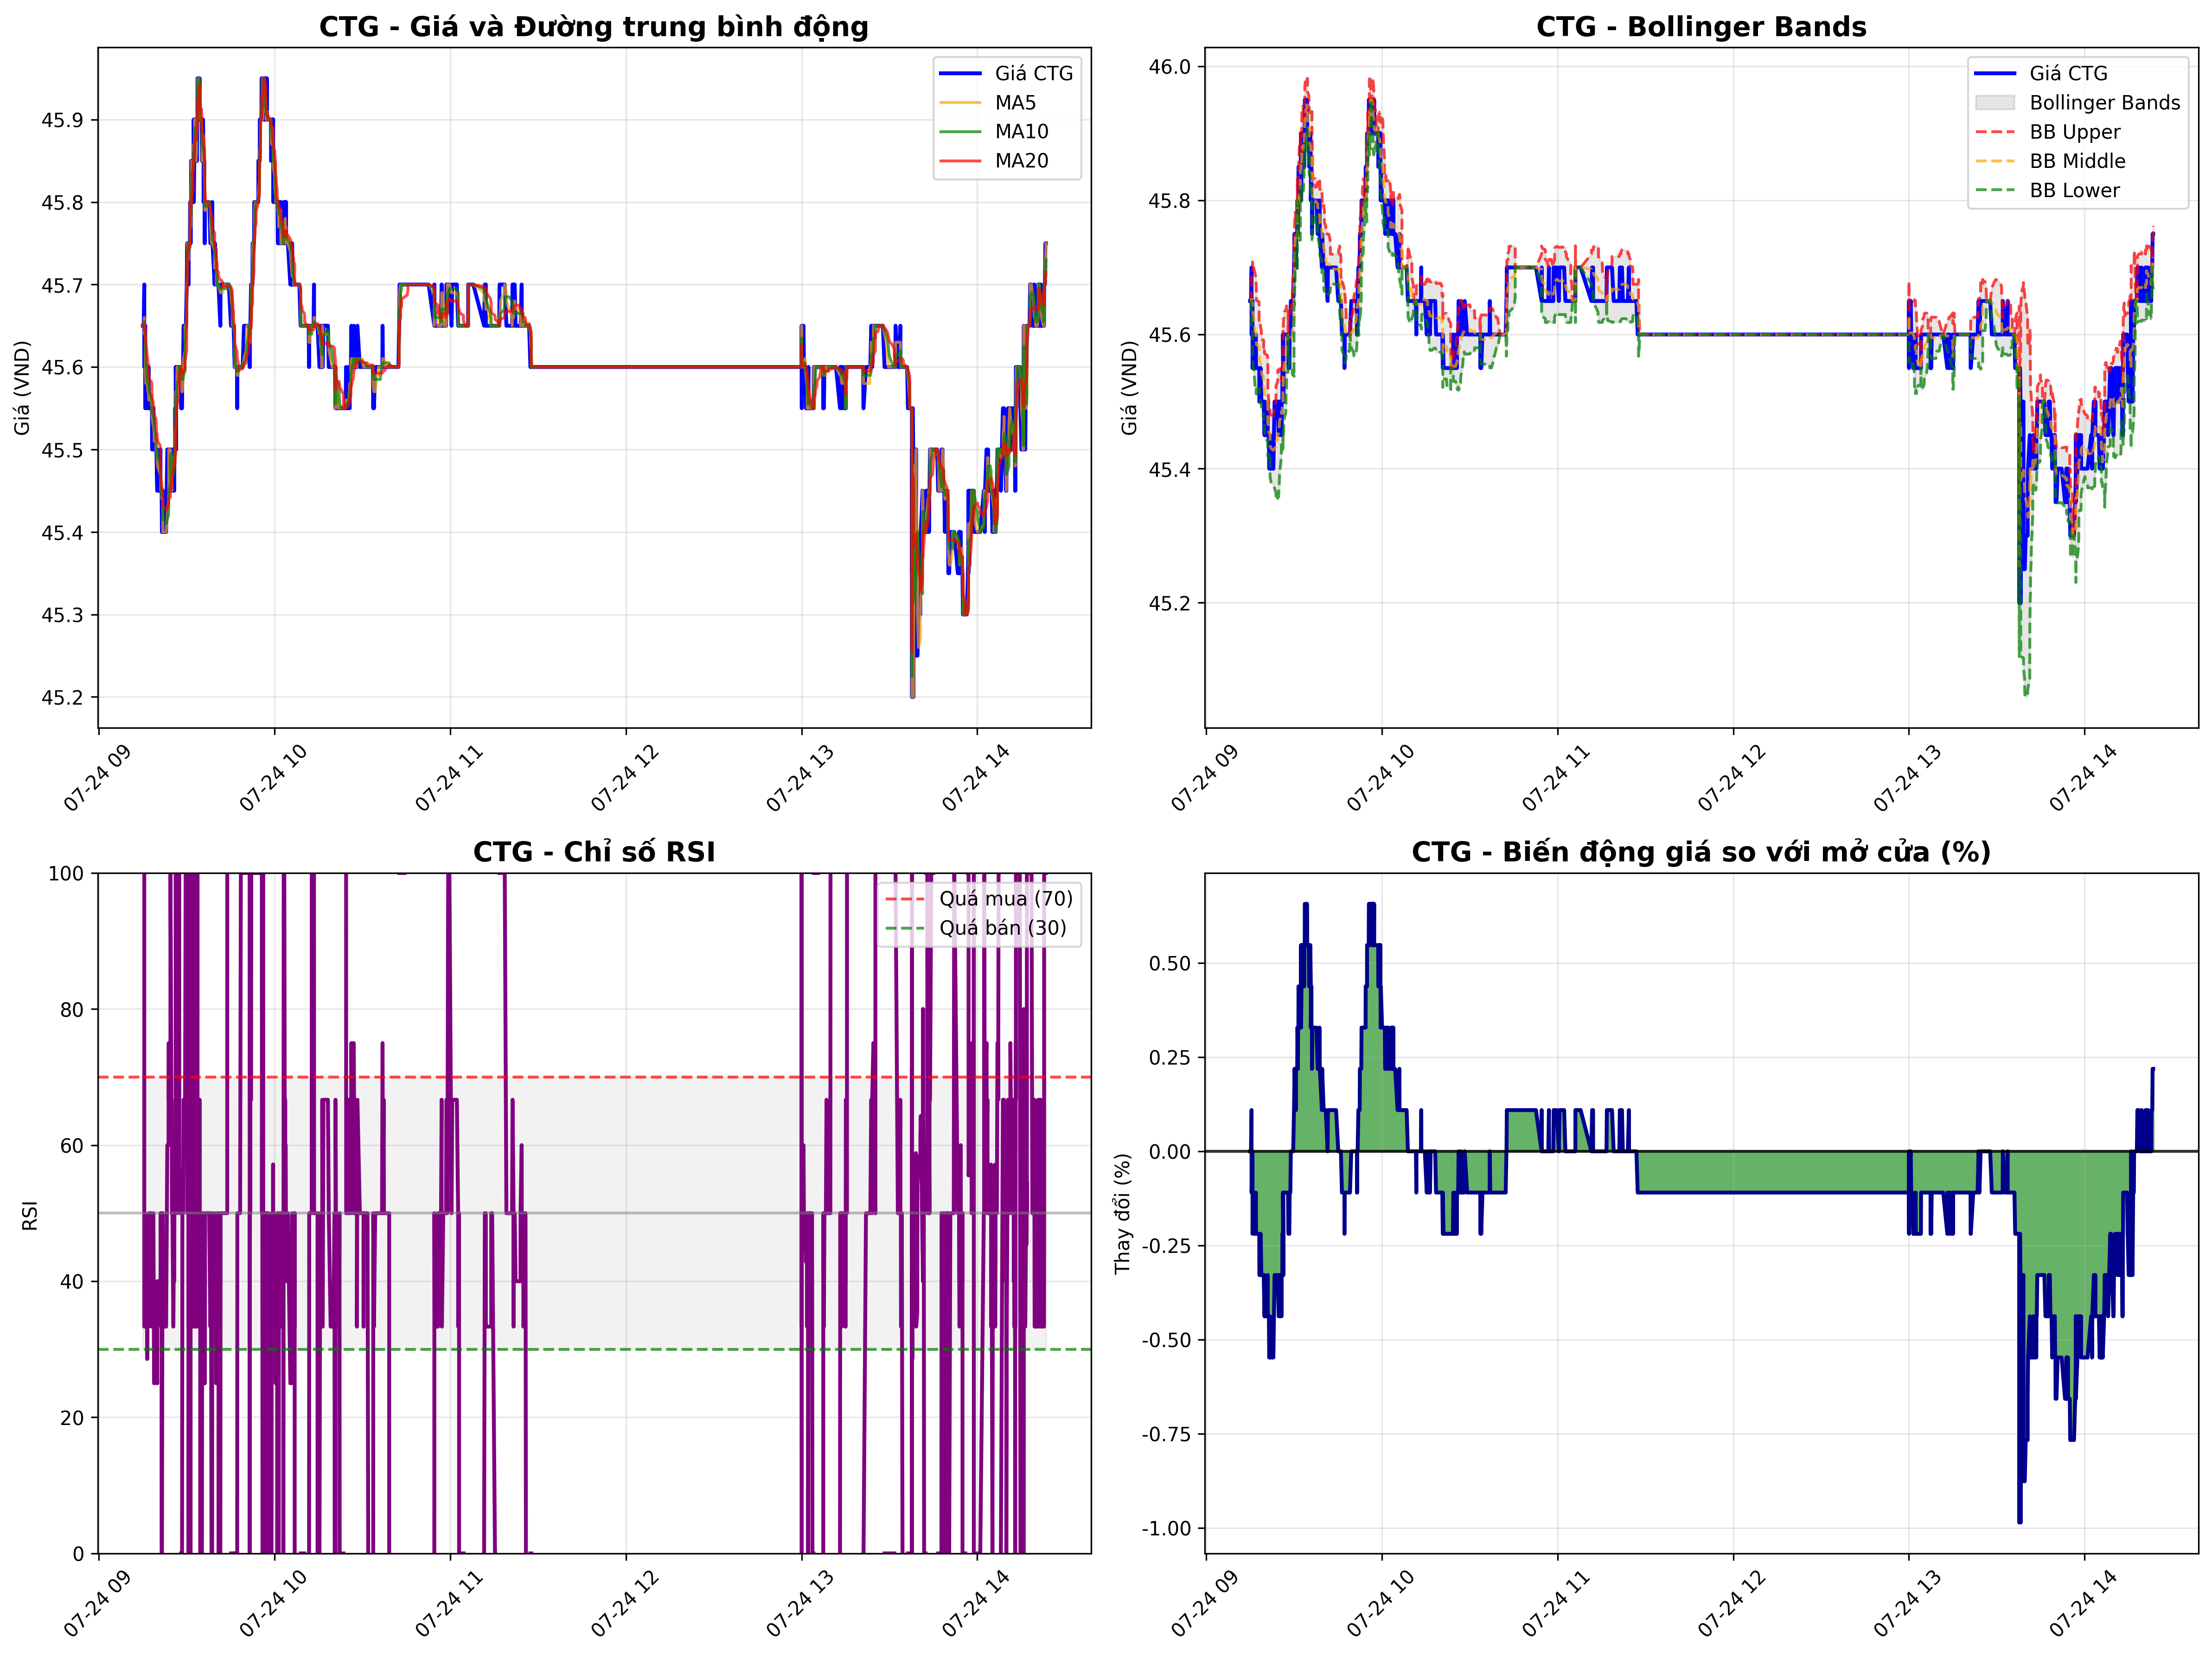 CTG - Giá và Đường trung bình động
Giá (VND)
45.9
45.8
45.7
45.6
45.5
45.4
45.3
45.2
Giá CTG
MA5
MA10
MA20
07-24 09
07-24 10
07-24 11
07-24 12
07-24 13
07-24 14
CTG - Bollinger Bands
Giá (VND)
46.0
45.8
45.6
45.4
45.2
Giá CTG
Bollinger Bands
BB Upper
BB Middle
BB Lower
07-24 09
07-24 10
07-24 11
07-24 12
07-24 13
07-24 14
CTG - Chỉ số RSI
RSI
100
80
60
40
20
0
Quá mua (70)
Quá bán (30)
07-24 09
07-24 10
07-24 11
07-24 12
07-24 13
07-24 14
CTG - Biến động giá so với mở cửa (%)
Thay đổi (%)
0.50
0.25
0.00
-0.25
-0.50
-0.75
-1.00
07-24 09
07-24 10
07-24 11
07-24 12
07-24 13
07-24 14